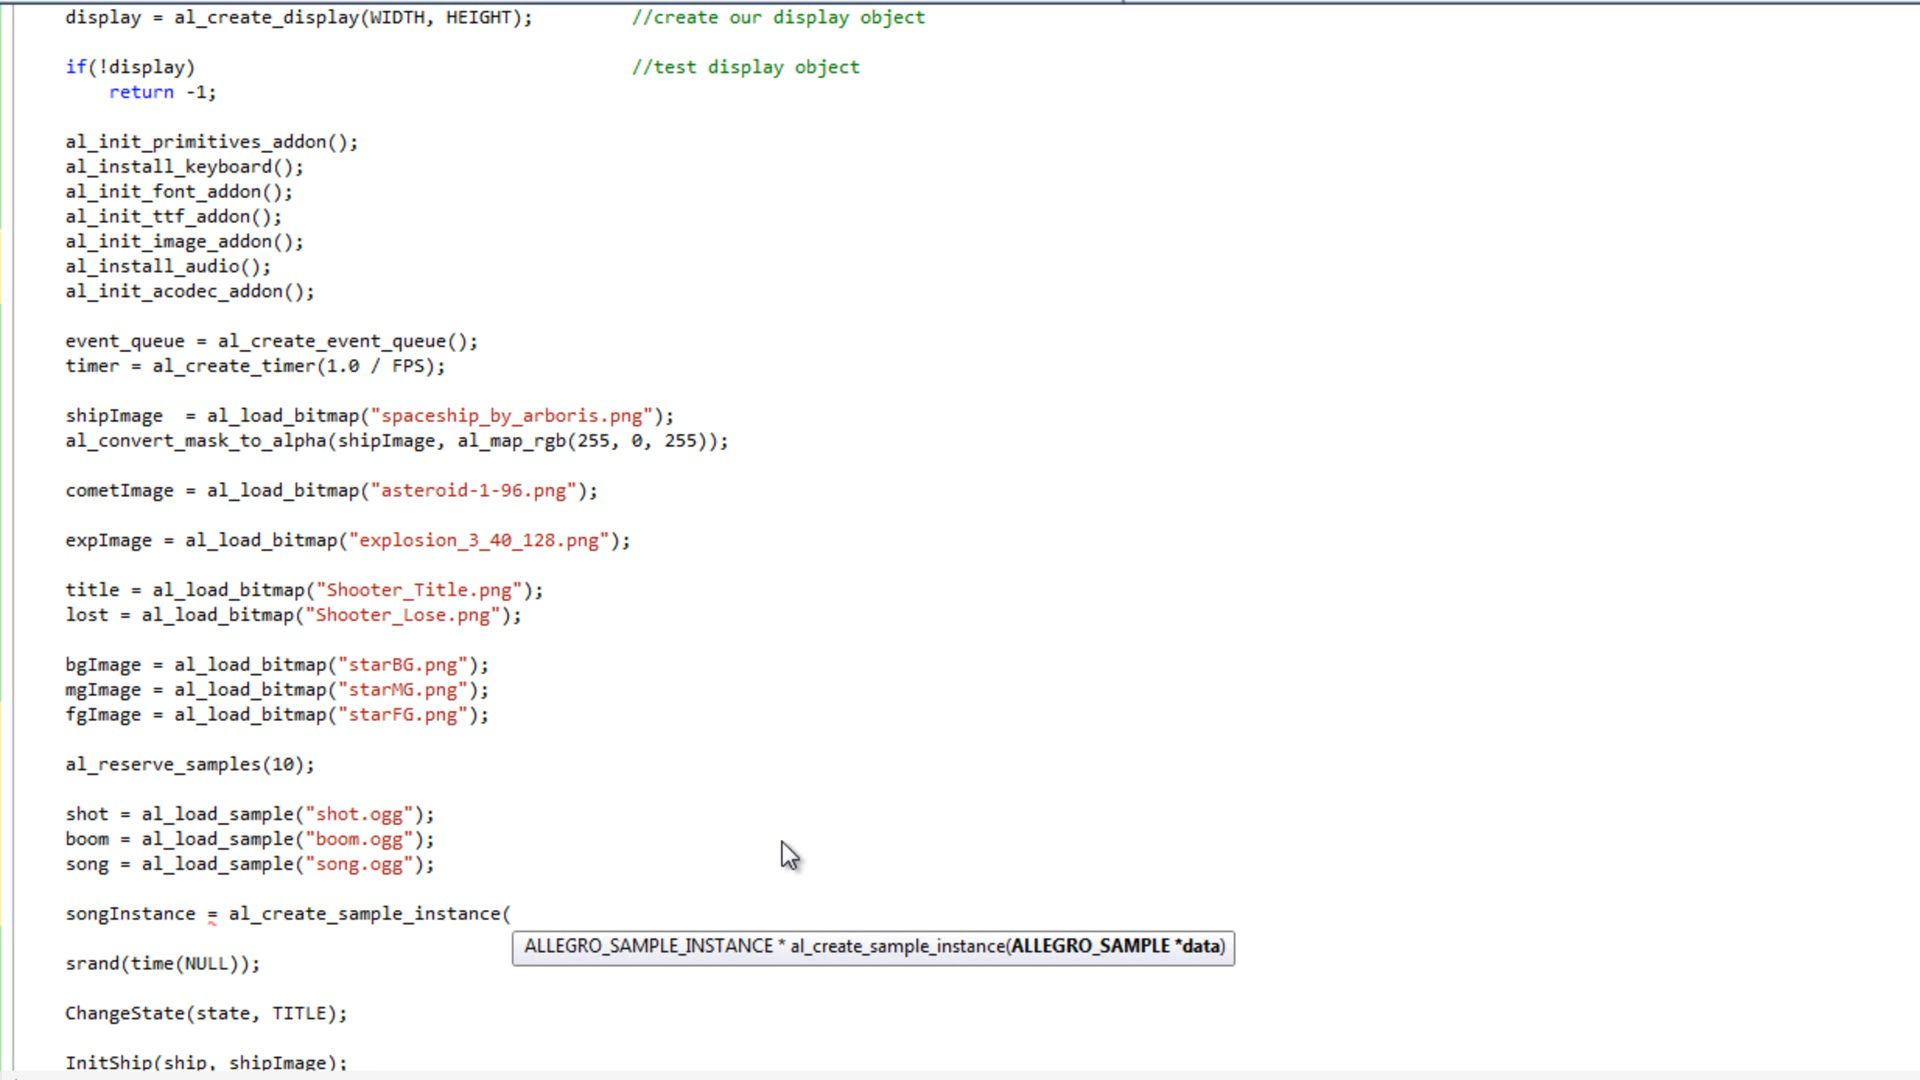 display = al_create_display(WIDTH, HEIGHT); //create our display object
if(!display) //test display object
return -1;
al_init_primitives_addon();
al_install_keyboard();
al_init_font_addon();
al_init_ttf_addon();
al_init_image_addon();
al_install_audio();
al_init_acodec_addon();
event_queue = al_create_event_queue();
timer = al_create_timer(1.0 / FPS);
shipImage  = al_load_bitmap("spaceship_by_arboris.png");
al_convert_mask_to_alpha(shipImage, al_map_rgb(255, 0, 255));
cometImage = al_load_bitmap("asteroid-1-96.png");
expImage = al_load_bitmap("explosion_3_40_128.png");
title = al_load_bitmap("Shooter_Title.png");
lost = al_load_bitmap("Shooter_Lose.png");
bgImage = al_load_bitmap("starBG.png");
mgImage = al_load_bitmap("starMG.png");
fgImage = al_load_bitmap("starFG.png");
al_reserve_samples(10);
shot = al_load_sample("shot.ogg");
boom = al_load_sample("boom.ogg");
song = al_load_sample("song.ogg");
songInstance = al_create_sample_instance(
ALLEGRO_SAMPLE_INSTANCE * al_create_sample_instance(ALLEGRO_SAMPLE *data)
srand(time(NULL));
ChangeState(state, TITLE);
InitShip(ship, shipImage);